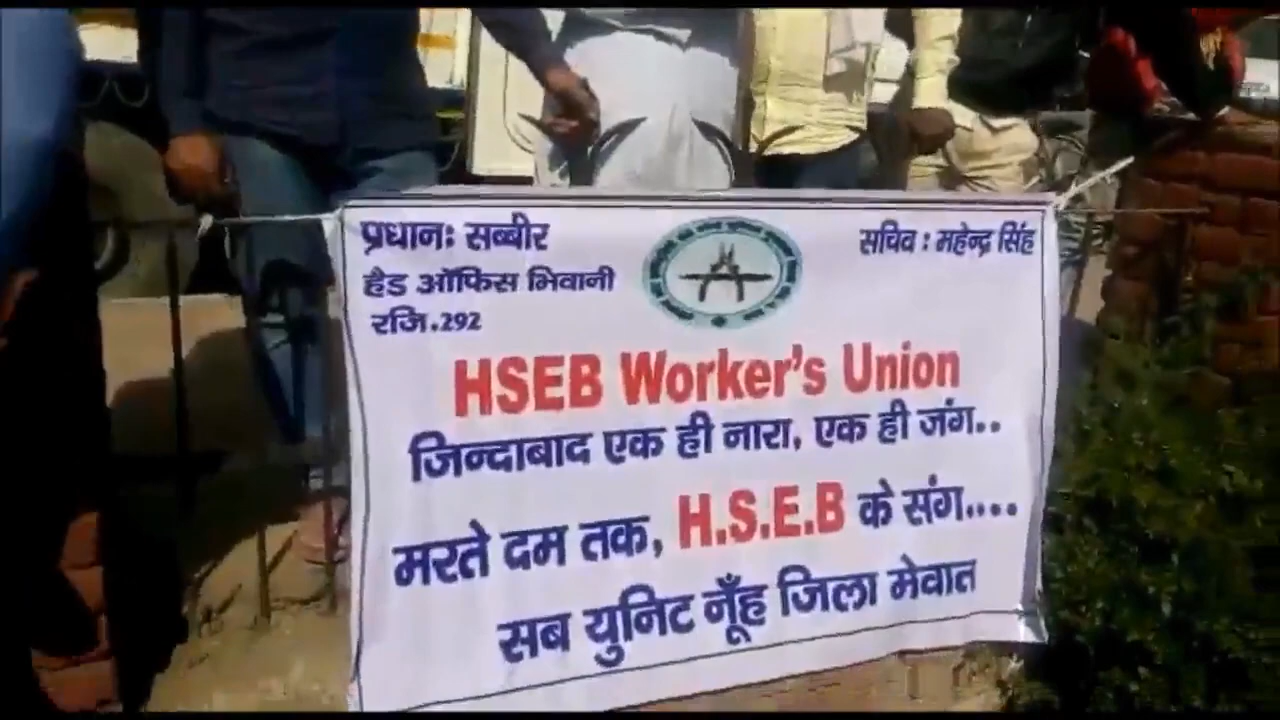 प्रधानः सब्बीर
सचिव : महेन्द्र सिंह
हैड ऑफिस भिवानी
रजि.292
HSEB Worker's Union
जिन्दाबाद एक ही नारा, एक ही जंग..
मरते दम तक, H.S.E.B के संग....
सब युनिट नूँह जिला मेवात